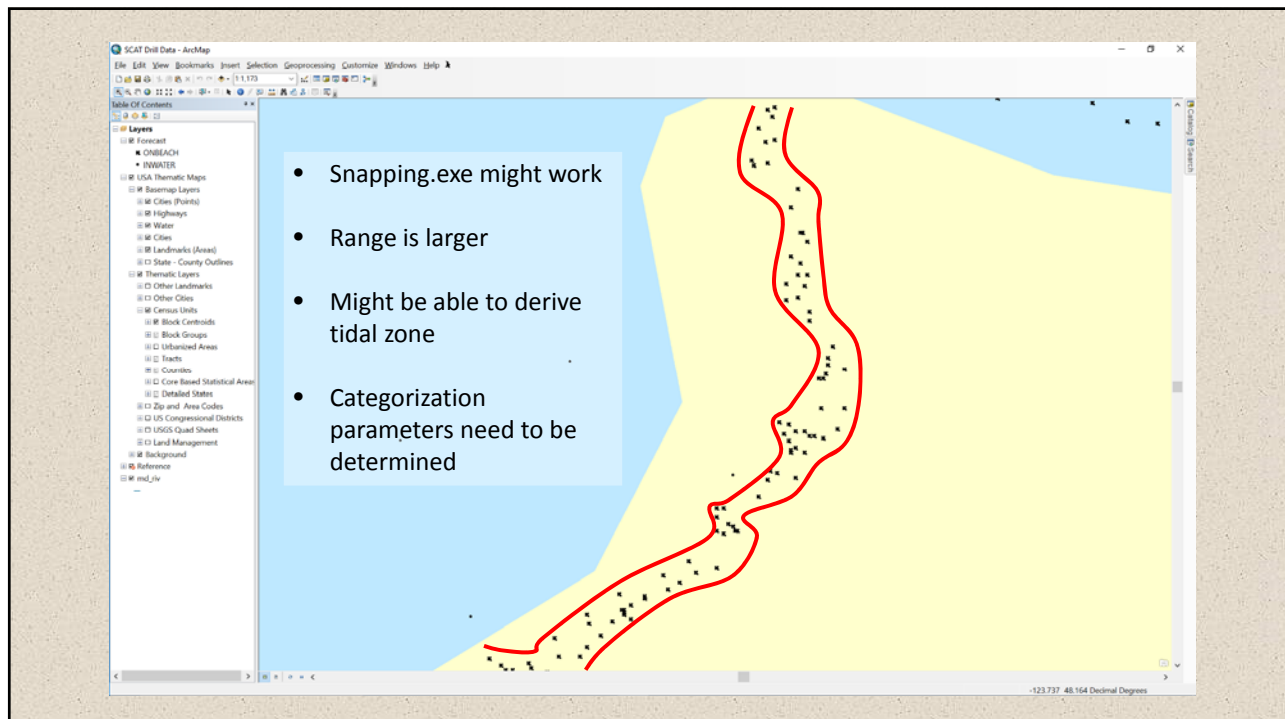 SCAT Drill Data - ArcMap
File Edit View Bookmarks Insert Selection Geoprocessing Customize Windows Help
1:1,173
Table Of Contents
Layers
Forecast
ONBEACH
INWATER
USA Thematic Maps
Basemap Layers
Cities (Points)
Highways
Water
Cities
Landmarks (Areas)
State - County Outlines
Thematic Layers
Other Landmarks
Other Cities
Census Units
Block Centroids
Block Groups
Urbanized Areas
Tracts
Counties
Core Based Statistical Areas
Detailed States
Zip and Area Codes
US Congressional Districts
USGS Quad Sheets
Land Management
Background
Reference
md_riv
• Snapping.exe might work
• Range is larger
• Might be able to derive
tidal zone
• Categorization
parameters need to be
determined
Catalog
Search
-123.737 48.164 Decimal Degrees